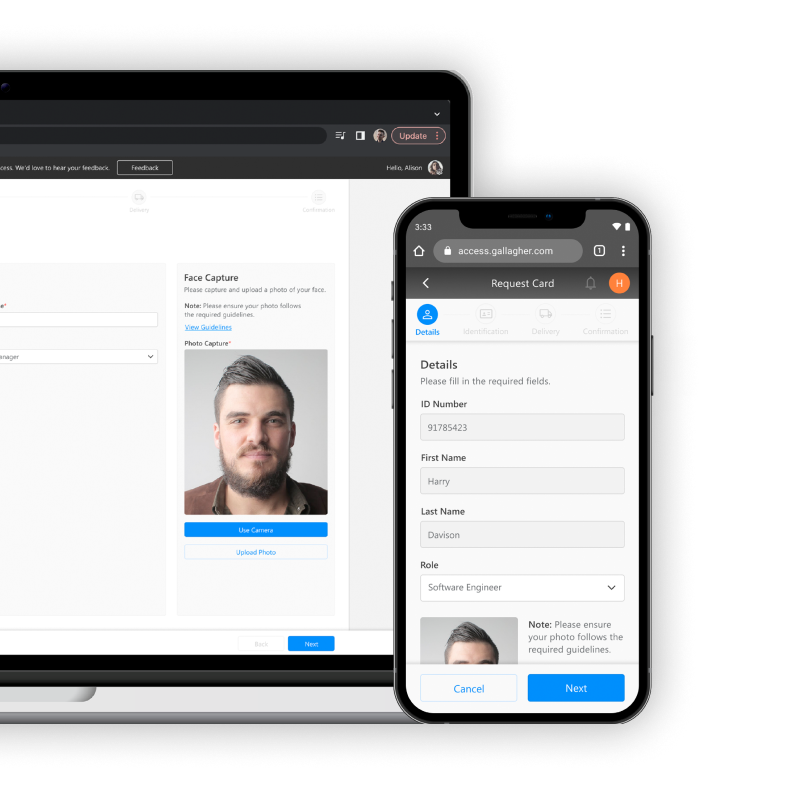 Update
cess. We'd love to hear your feedback.
Feedback
Hello, Alison
Delivery
Confirmation
e*
anager
Face Capture
Please capture and upload a photo of your face.
Note: Please ensure your photo follows
the required guidelines.
View Guidelines
Photo Capture*
Use Camera
Upload Photo
Back
Next
3:33
access.gallagher.com
1
Request Card
H
Details
Identification
Delivery
Confirmation
Details
Please fill in the required fields.
ID Number
91785423
First Name
Harry
Last Name
Davison
Role
Software Engineer
Note: Please ensure
your photo follows the
required guidelines.
Cancel
Next